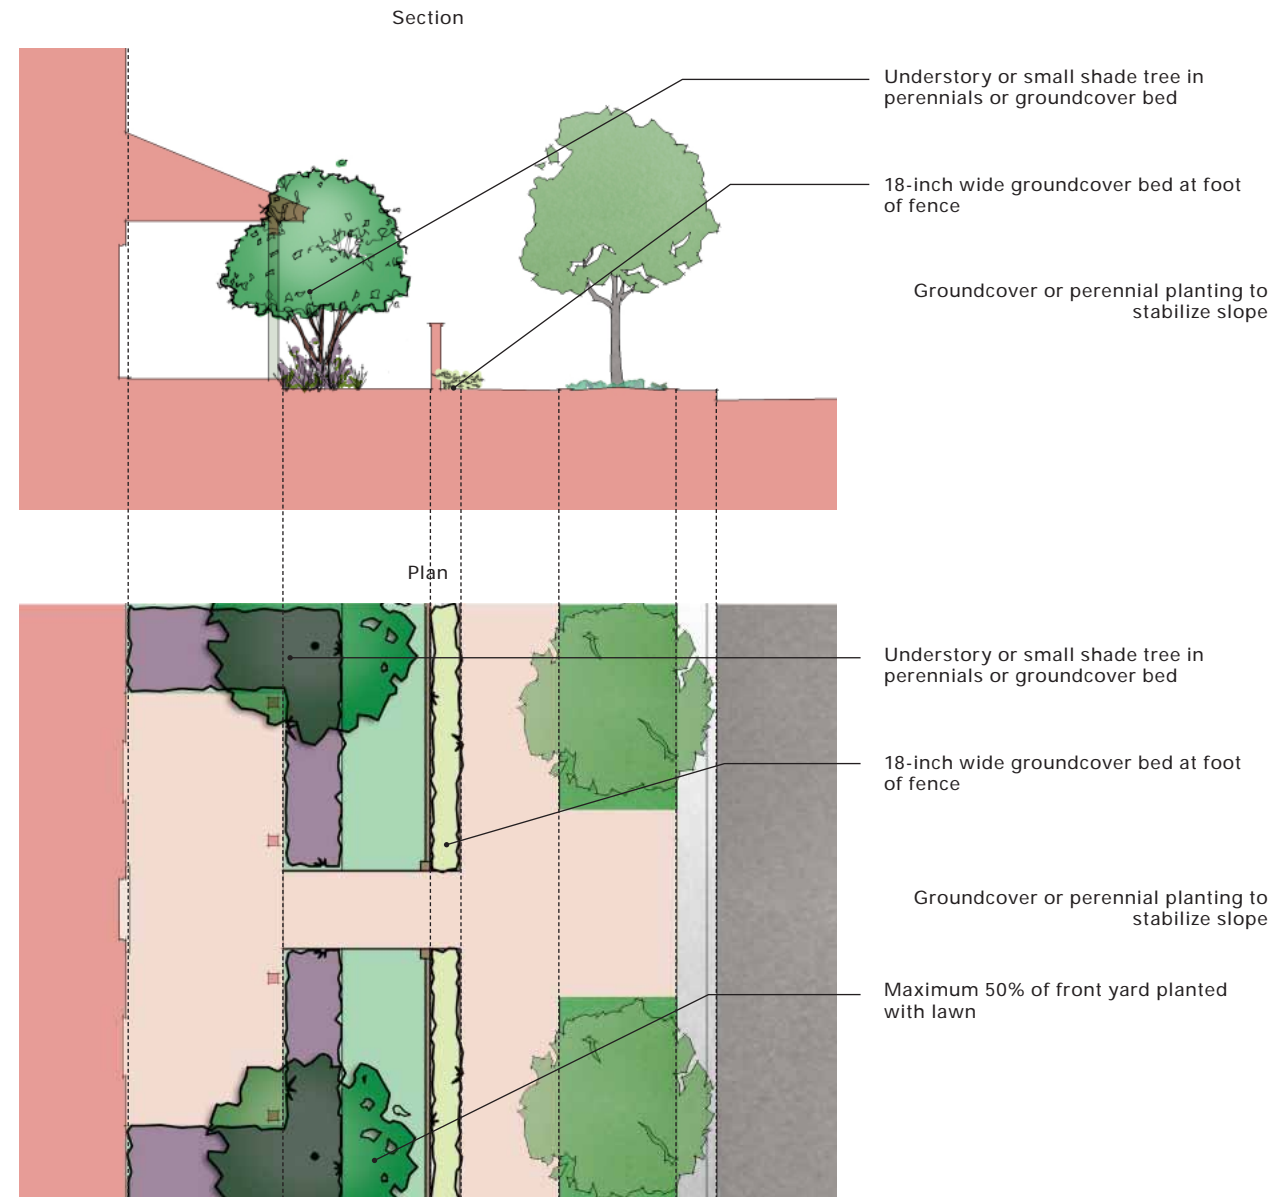 Section
Understory or small shade tree in
perennials or groundcover bed
18-inch wide groundcover bed at foot
of fence
Groundcover or perennial planting to
stabilize slope
Plan
Understory or small shade tree in
perennials or groundcover bed
18-inch wide groundcover bed at foot
of fence
Groundcover or perennial planting to
stabilize slope
Maximum 50% of front yard planted
with lawn